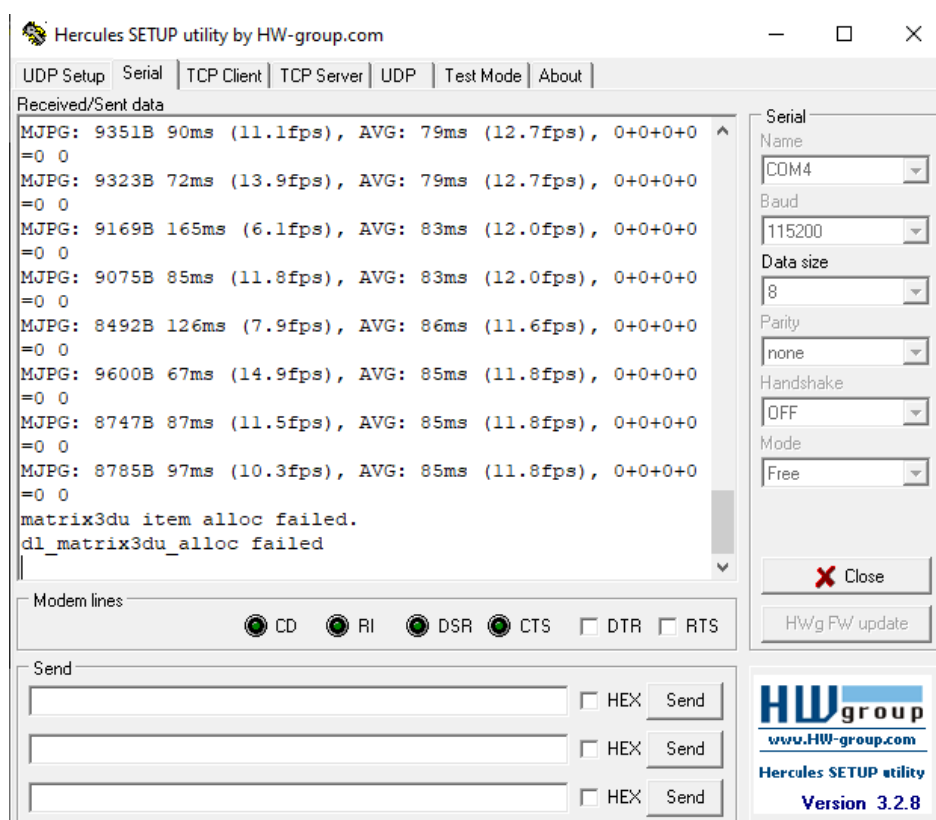 Hercules SETUP utility by HW-group.com
UDP Setup Serial TCP Client TCP Server UDP Test Mode About
Received/Sent data
MJPG: 9351B 90ms (11.1fps), AVG: 79ms (12.7fps), 0+0+0+0
=0 0
MJPG: 9323B 72ms (13.9fps), AVG: 79ms (12.7fps), 0+0+0+0
=0 0
MJPG: 9169B 165ms (6.1fps), AVG: 83ms (12.0fps), 0+0+0+0
=0 0
MJPG: 9075B 85ms (11.8fps), AVG: 83ms (12.0fps), 0+0+0+0
=0 0
MJPG: 8492B 126ms (7.9fps), AVG: 86ms (11.6fps), 0+0+0+0
=0 0
MJPG: 9600B 67ms (14.9fps), AVG: 85ms (11.8fps), 0+0+0+0
=0 0
MJPG: 8747B 87ms (11.5fps), AVG: 85ms (11.8fps), 0+0+0+0
=0 0
MJPG: 8785B 97ms (10.3fps), AVG: 85ms (11.8fps), 0+0+0+0
=0 0
matrix3du item alloc failed.
dl_matrix3du_alloc failed
Serial
Name
COM4
Baud
115200
Data size
8
Parity
none
Handshake
OFF
Mode
Free
Close
HWg FW update
Modem lines
CD RI DSR CTS DTR RTS
Send
HEX Send
HEX Send
HEX Send
HW group
www.HW-group.com
Hercules SETUP utility
Version 3.2.8